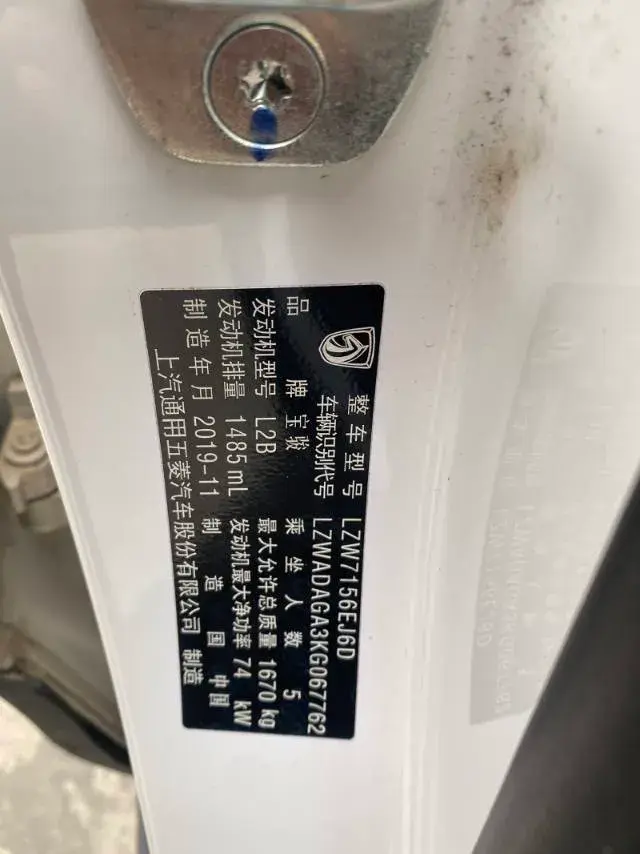 整车型号 LZW7156EJ6D
车辆识别代号 LZWADAGA3KG067762
品牌 宝骏 乘坐人数 5
发动机型号 L2B 最大允许总质量 1670 kg
发动机排量 1485 mL 发动机最大净功率 74 kW
制造年月 2019-11 制造国 中国
上汽通用五菱汽车股份有限公司 制造